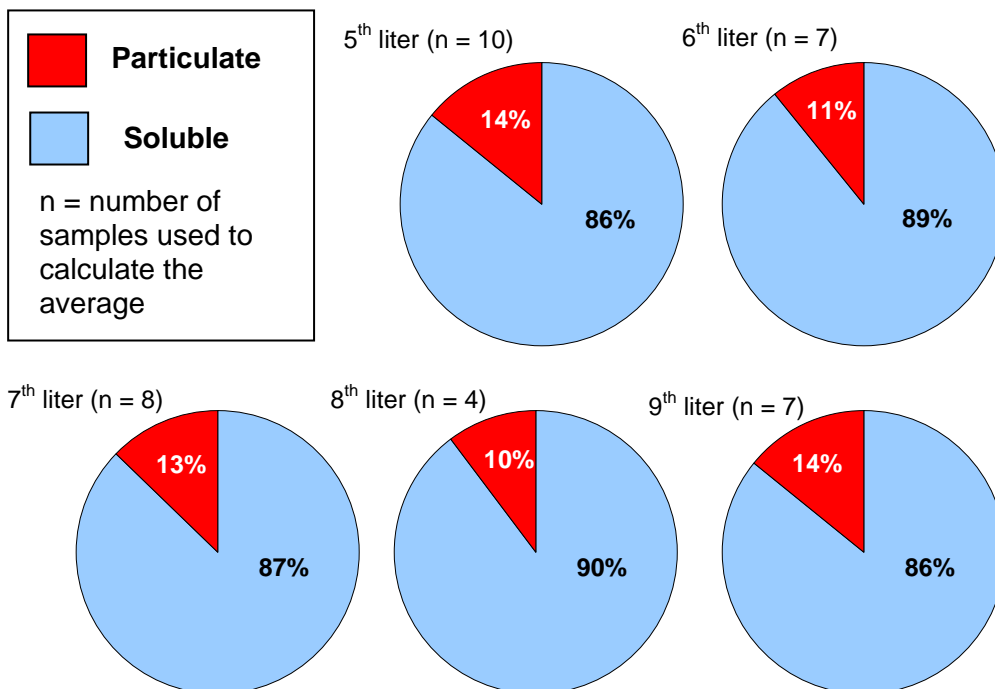 Particulate
Soluble
n = number of
samples used to
calculate the
average
5th liter (n = 10)
14%
86%
6th liter (n = 7)
11%
89%
7th liter (n = 8)
13%
87%
8th liter (n = 4)
10%
90%
9th liter (n = 7)
14%
86%